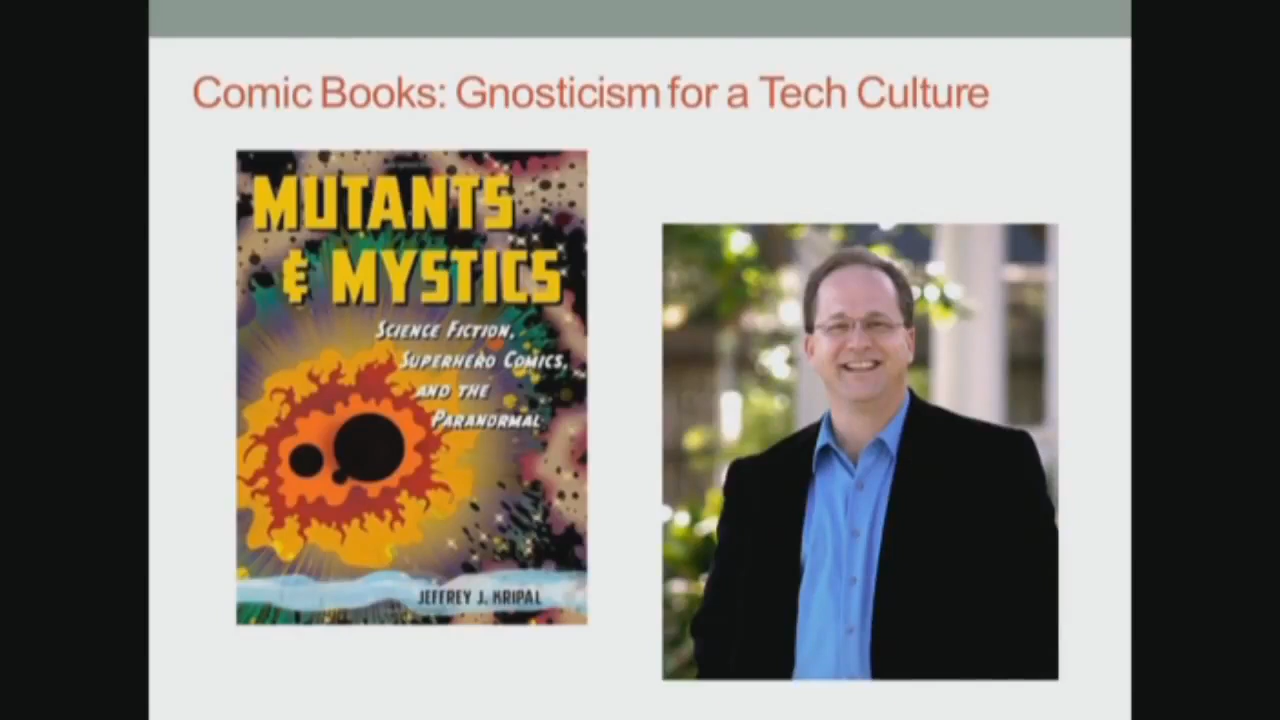 Comic Books: Gnosticism for a Tech Culture
MUTANTS
& MYSTICS
SCIENCE FICTION,
SUPERHERO COMICS,
AND THE
PARANORMAL
JEFFREY J. KRIPAL